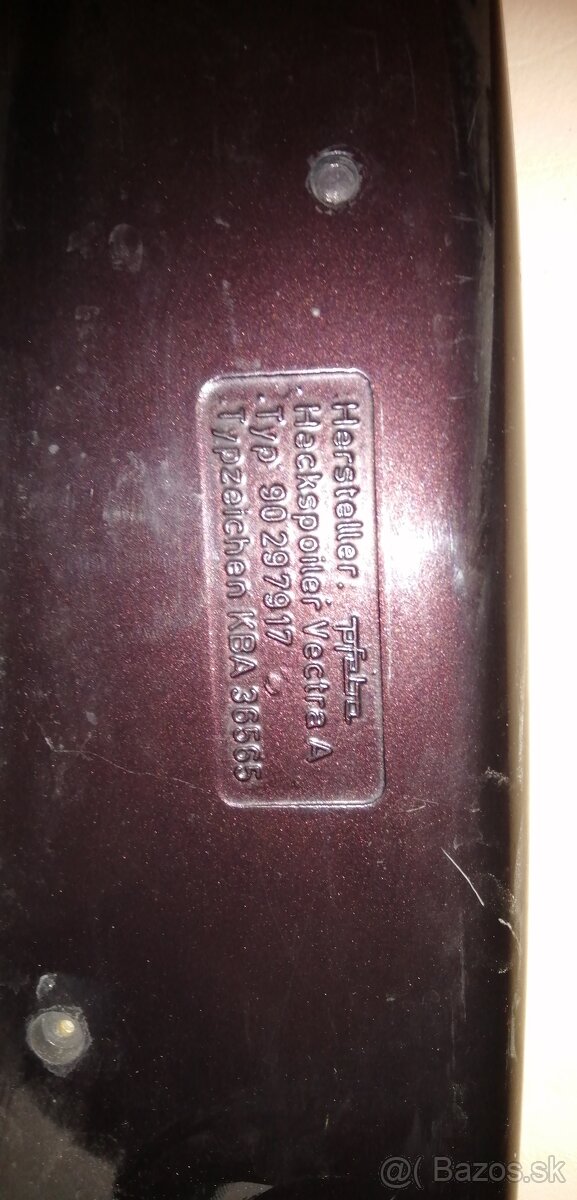 Hersteller.
Heckspoiler Vectra A
Typ 90 297917
Typzeichen KBA 36565
@( Bazos.sk